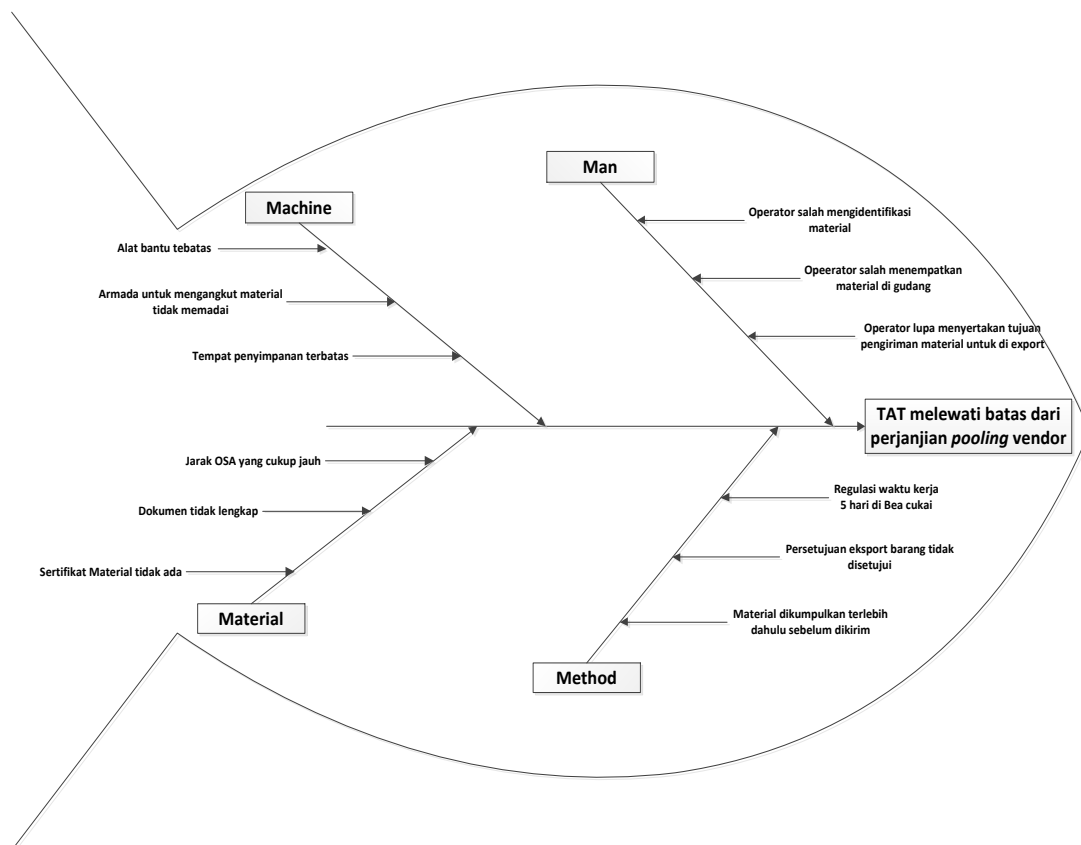 Man
Machine
Operator salah mengidentifikasi
material
Alat bantu tebatas
Opeerator salah menempatkan
material di gudang
Armada untuk mengangkut material
tidak memadai
Operator lupa menyertakan tujuan
pengiriman material untuk di export
Tempat penyimpanan terbatas
TAT melewati batas dari
perjanjian pooling vendor
Jarak OSA yang cukup jauh
Regulasi waktu kerja
5 hari di Bea cukai
Dokumen tidak lengkap
Persetujuan eksport barang tidak
disetujui
Sertifikat Material tidak ada
Material dikumpulkan terlebih
dahulu sebelum dikirim
Material
Method